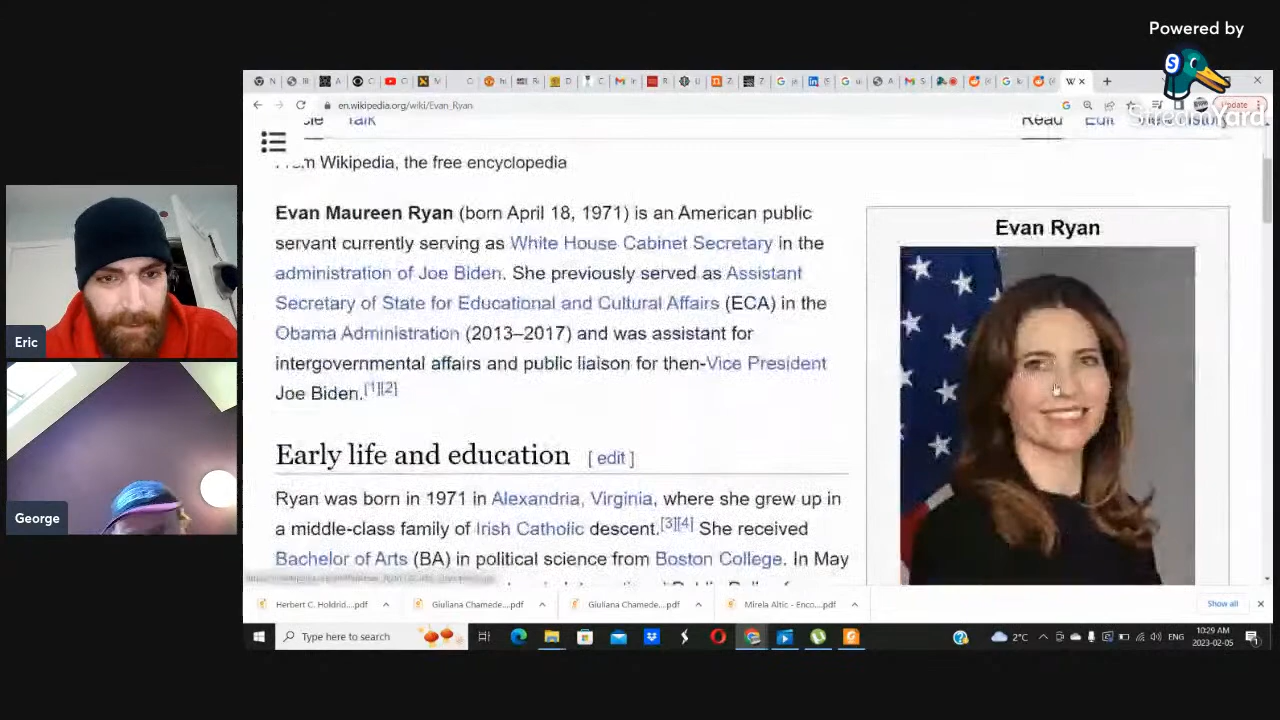 Powered by
StreamYard
en.wikipedia.org/wiki/Evan_Ryan
Update
Talk
Read
Edit
From Wikipedia, the free encyclopedia
Evan Maureen Ryan (born April 18, 1971) is an American public
servant currently serving as White House Cabinet Secretary in the
administration of Joe Biden. She previously served as Assistant
Secretary of State for Educational and Cultural Affairs (ECA) in the
Obama Administration (2013–2017) and was assistant for
intergovernmental affairs and public liaison for then-Vice President
Joe Biden.[1][2]
Evan Ryan
Early life and education [ edit ]
Ryan was born in 1971 in Alexandria, Virginia, where she grew up in
a middle-class family of Irish Catholic descent.[3][4] She received
Bachelor of Arts (BA) in political science from Boston College. In May
Eric
George
Herbert C. Holdrid....pdf
Giuliana Chamede....pdf
Giuliana Chamede....pdf
Mirela Altic - Enco....pdf
Show all
Type here to search
2°C
ENG
10:29 AM
2023-02-05